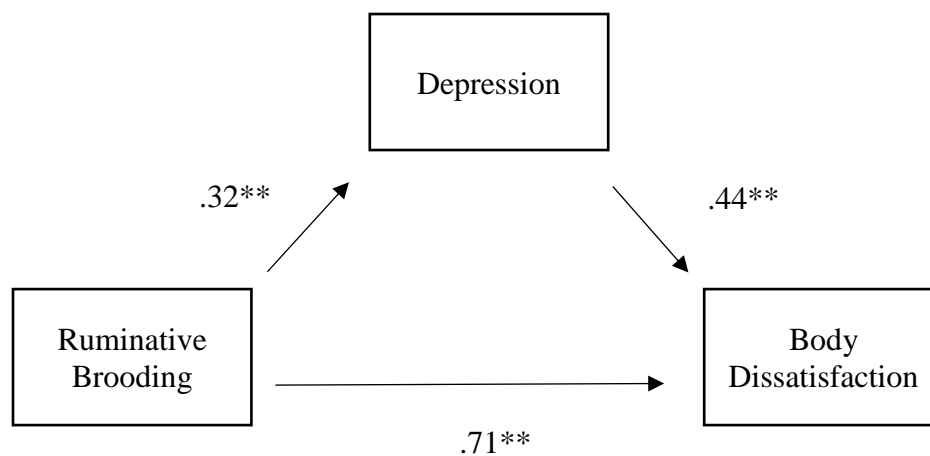 Depression
.32**
.44**
Ruminative
Brooding
Body
Dissatisfaction
.71**